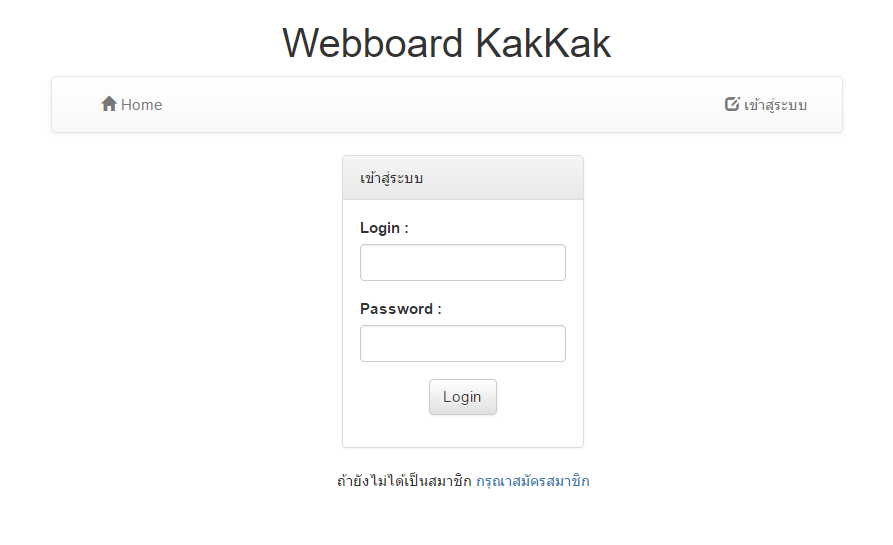 Webboard KakKak
Home
เข้าสู่ระบบ
เข้าสู่ระบบ
Login :
Password :
Login
ถ้ายังไม่ได้เป็นสมาชิก กรุณาสมัครสมาชิก